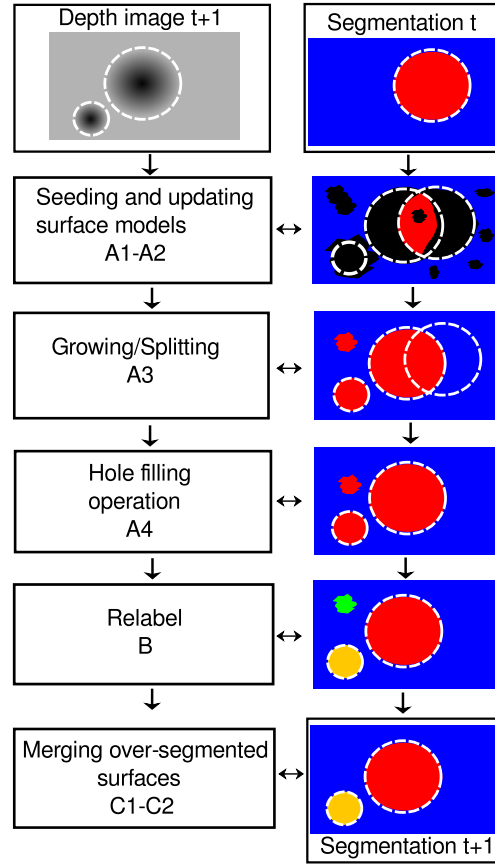 Depth image t+1
Segmentation t
Seeding and updating
surface models
A1-A2
Growing/Splitting
A3
Hole filling
operation
A4
Relabel
B
Merging over-segmented
surfaces
C1-C2
Segmentation t+1